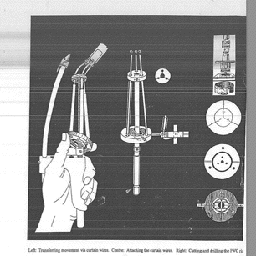 Left: Transferring movement via curtain wires. Centre: Attaching the curtain wires. Right: Cutting and drilling the PVC ri